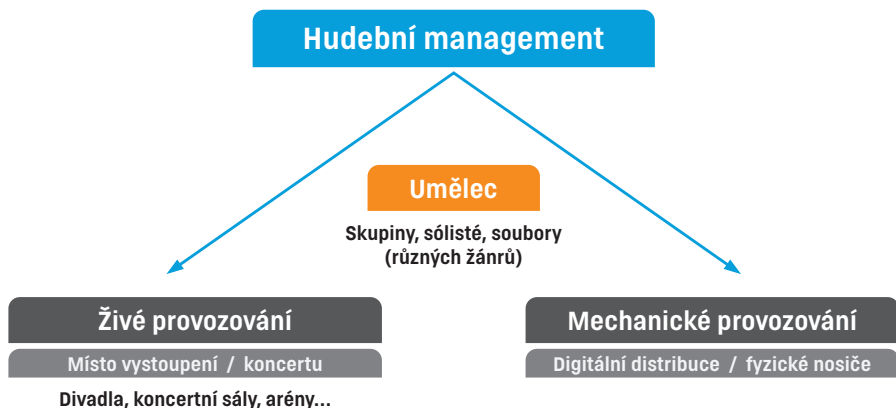 Hudební management
Umělec
Skupiny, sólisté, soubory
(různých žánrů)
Živé provozování
Místo vystoupení / koncertu
Divadla, koncertní sály, arény...
Mechanické provozování
Digitální distribuce / fyzické nosiče